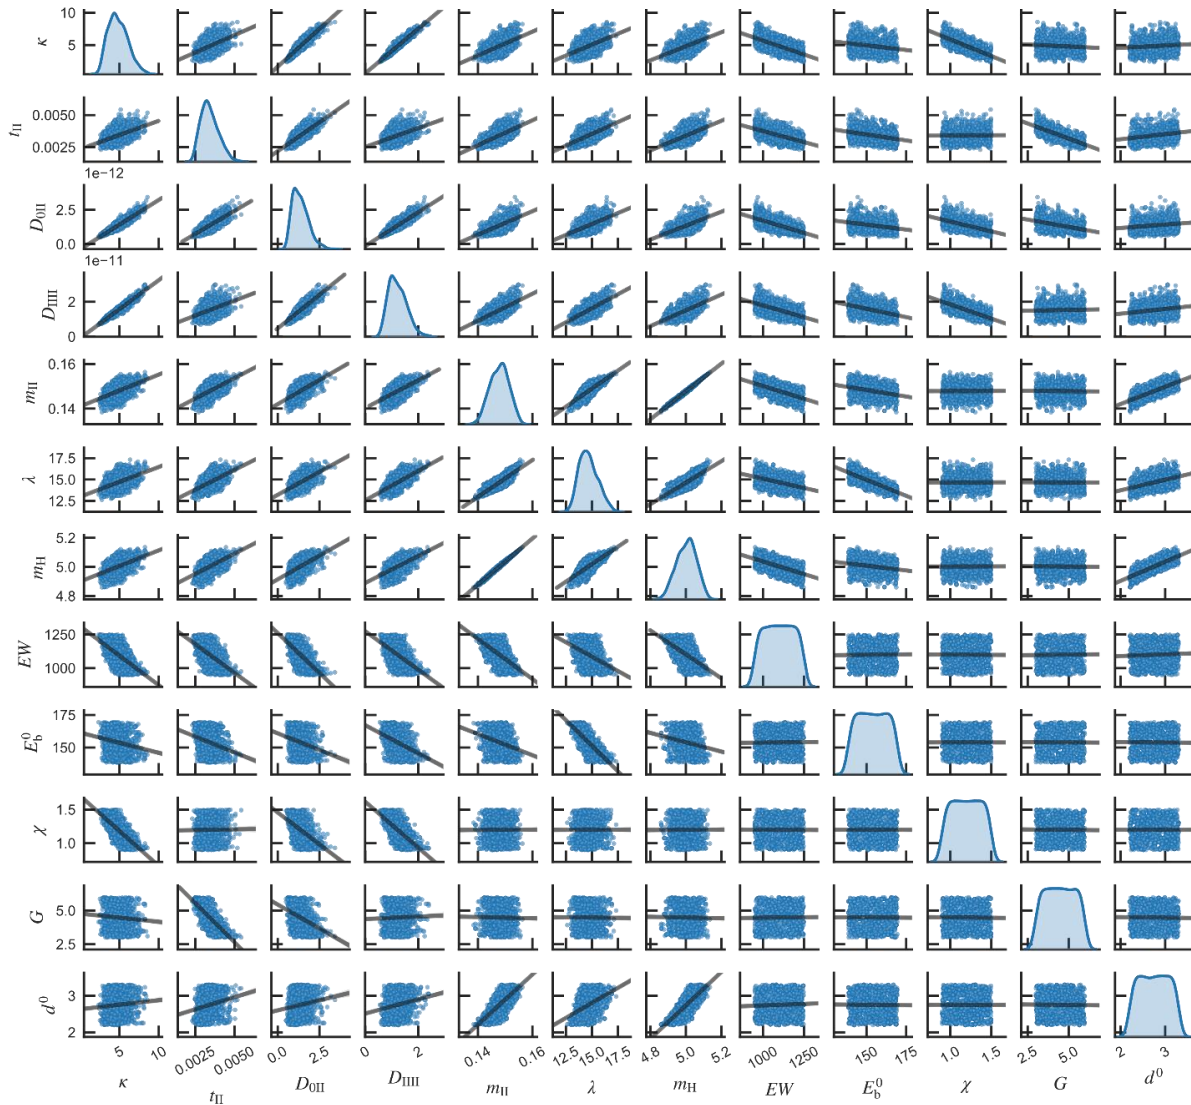 10
5
κ
0.0050
0.0025
t_II
1e−12
2.5
0.0
D_0II
1e−11
2
0
D_IIII
0.16
0.14
m_II
17.5
15.0
12.5
λ
5.2
5.0
4.8
m_H
1250
1000
EW
175
150
E_b^0
1.5
1.0
χ
5.0
2.5
G
3
2
d^0
5 10 0.0025 0.0050 0.0 2.5 0 2 0.14 0.16 12.5 15.0 17.5 4.8 5.0 5.2 1000 1250 150 175 1.0 1.5 2.5 5.0 2 3
κ t_II D_0II D_IIII m_II λ m_H EW E_b^0 χ G d^0